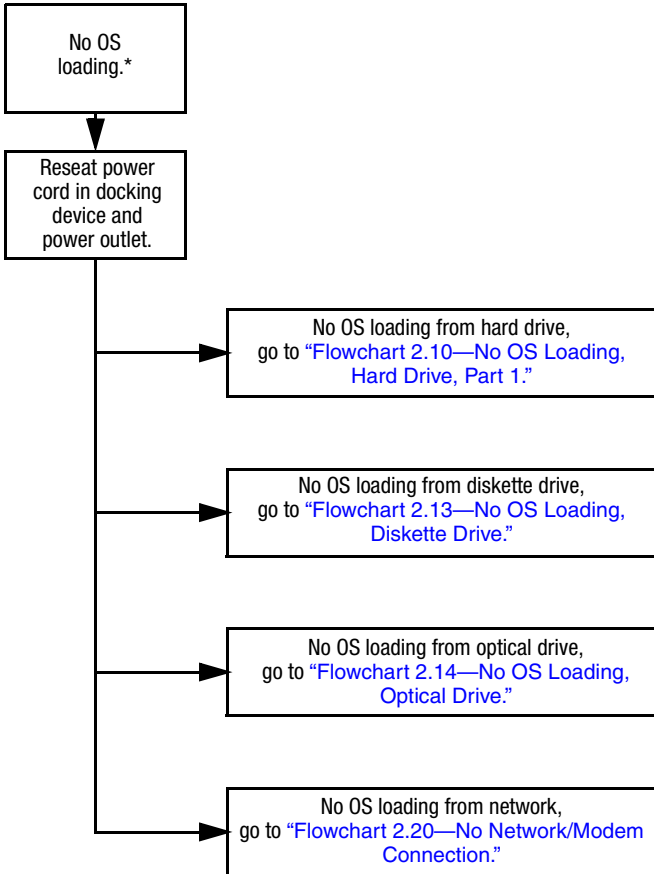 No OS
loading.*
Reseat power
cord in docking
device and
power outlet.
No OS loading from hard drive,
go to “Flowchart 2.10—No OS Loading,
Hard Drive, Part 1.”
No OS loading from diskette drive,
go to “Flowchart 2.13—No OS Loading,
Diskette Drive.”
No OS loading from optical drive,
go to “Flowchart 2.14—No OS Loading,
Optical Drive.”
No OS loading from network,
go to “Flowchart 2.20—No Network/Modem
Connection.”